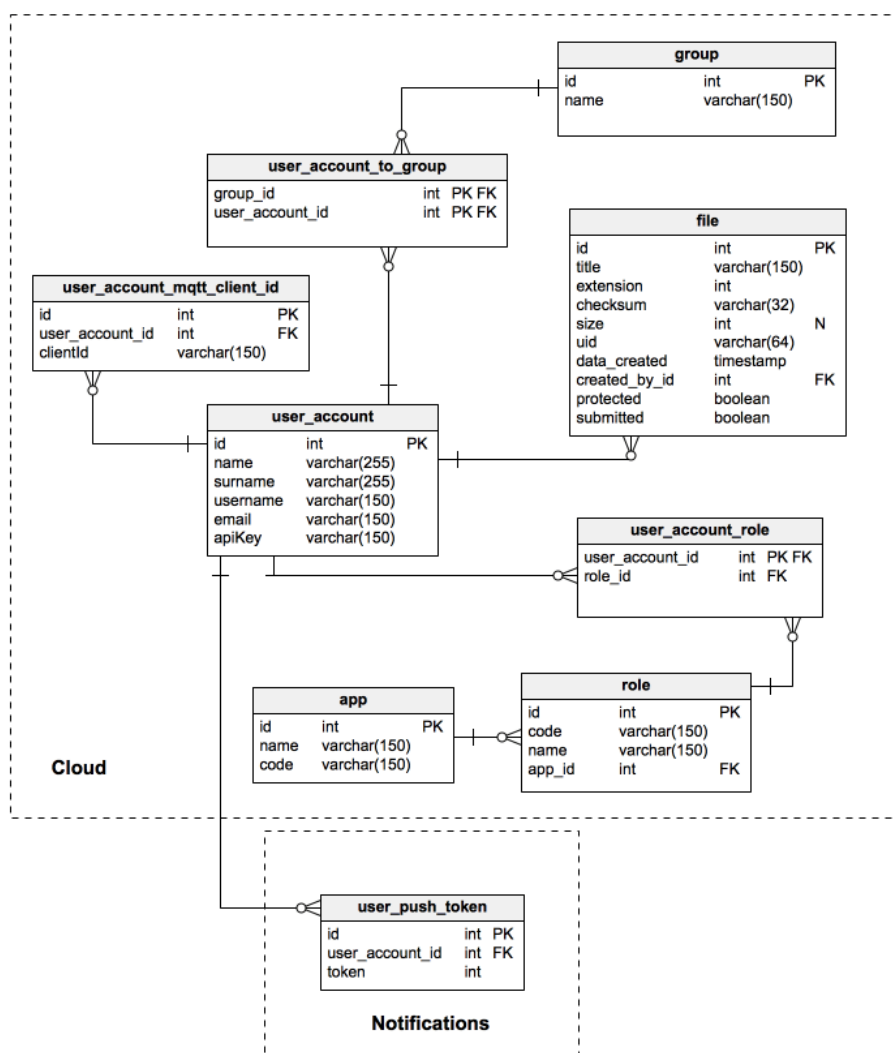 group
id int PK
name varchar(150)
user_account_to_group
group_id int PK FK
user_account_id int PK FK
file
id int PK
title varchar(150)
extension int
checksum varchar(32)
size int N
uid varchar(64)
data_created timestamp
created_by_id int FK
protected boolean
submitted boolean
user_account_mqtt_client_id
id int PK
user_account_id int FK
clientId varchar(150)
user_account
id int PK
name varchar(255)
surname varchar(255)
username varchar(150)
email varchar(150)
apiKey varchar(150)
user_account_role
user_account_id int PK FK
role_id int FK
role
id int PK
code varchar(150)
name varchar(150)
app_id int FK
app
id int PK
name varchar(150)
code varchar(150)
Cloud
user_push_token
id int PK
user_account_id int FK
token int
Notifications